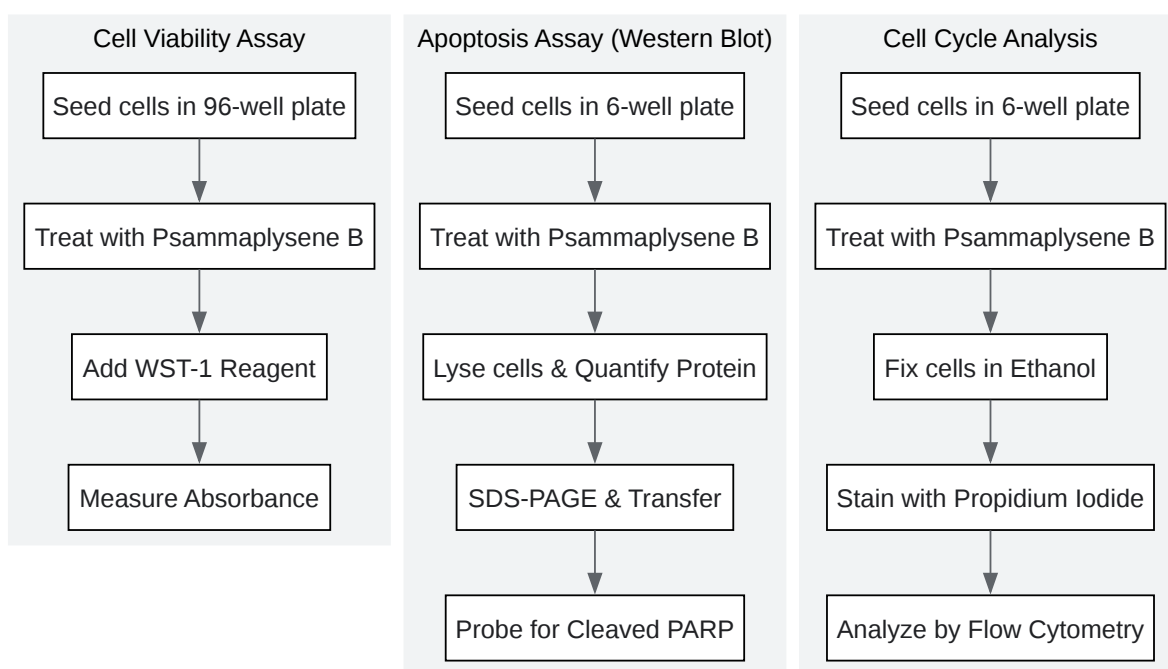 Cell Viability Assay
Seed cells in 96-well plate
Treat with Psammaplysene B
Add WST-1 Reagent
Measure Absorbance
Apoptosis Assay (Western Blot)
Seed cells in 6-well plate
Treat with Psammaplysene B
Lyse cells & Quantify Protein
SDS-PAGE & Transfer
Probe for Cleaved PARP
Cell Cycle Analysis
Seed cells in 6-well plate
Treat with Psammaplysene B
Fix cells in Ethanol
Stain with Propidium Iodide
Analyze by Flow Cytometry